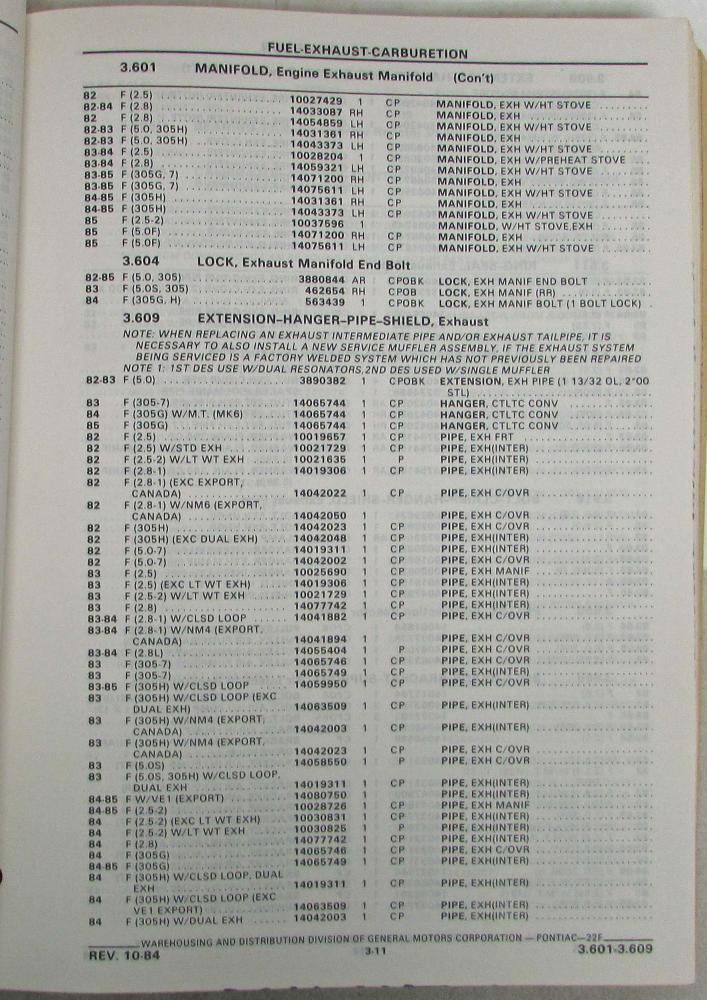 FUEL-EXHAUST-CARBURETION
3.601 MANIFOLD, Engine Exhaust Manifold (Con't)
82 F (2.5) 10027429 1 CP MANIFOLD, EXH W/HT STOVE
82-84 F (2.8) 14033087 RH CP MANIFOLD, EXH
82 F (2.8) 14054859 LH CP MANIFOLD, EXH W/HT STOVE
82-83 F (5.0, 305H) 14031361 RH CP MANIFOLD, EXH
82-83 F (5.0, 305H) 14043373 LH CP MANIFOLD, EXH W/HT STOVE
83-84 F (2.5) 10028204 1 CP MANIFOLD, EXH W/PREHEAT STOVE
83-84 F (2.8) 14059321 LH CP MANIFOLD, EXH W/HT STOVE
83-85 F (305G, 7) 14071200 RH CP MANIFOLD, EXH
83-85 F (305G, 7) 14075611 LH CP MANIFOLD, EXH W/HT STOVE
84-85 F (305H) 14031361 RH CP MANIFOLD, EXH
84-85 F (305H) 14043373 LH CP MANIFOLD, EXH W/HT STOVE
85 F (2.5-2) 10037596 1 MANIFOLD, W/HT STOVE,EXH
85 F (5.0F) 14071200 RH CP MANIFOLD, EXH
85 F (5.0F) 14075611 LH CP MANIFOLD, EXH W/HT STOVE
3.604 LOCK, Exhaust Manifold End Bolt
82-85 F (5.0, 305) 3880844 AR CPOBK LOCK, EXH MANIF END BOLT
83 F (5.0S, 305) 462654 RH CPOB LOCK, EXH MANIF (RR)
84 F (305G, H) 563439 1 CPOBK LOCK, EXH MANIF BOLT (1 BOLT LOCK)
3.609 EXTENSION-HANGER-PIPE-SHIELD, Exhaust
NOTE: WHEN REPLACING AN EXHAUST INTERMEDIATE PIPE AND/OR EXHAUST TAILPIPE, IT IS
NECESSARY TO ALSO INSTALL A NEW SERVICE MUFFLER ASSEMBLY, IF THE EXHAUST SYSTEM
BEING SERVICED IS A FACTORY WELDED SYSTEM WHICH HAS NOT PREVIOUSLY BEEN REPAIRED
NOTE 1: 1ST DES USE W/DUAL RESONATORS,2ND DES USED W/SINGLE MUFFLER
82-83 F (5.0) 3890382 1 CPOBK EXTENSION, EXH PIPE (1 13/32 OL, 2"OO
STL)
83 F (305-7) 14065744 1 CP HANGER, CTLTC CONV
84 F (305G) W/M.T. (MK6) 14065744 1 CP HANGER, CTLTC CONV
85 F (305G) 14065744 1 CP HANGER, CTLTC CONV
82 F (2.5) 10019657 1 CP PIPE, EXH FRT
82 F (2.5) W/STD EXH 10021729 1 CP PIPE, EXH(INTER)
82 F (2.5-2) W/LT WT EXH 10021635 1 P PIPE, EXH(INTER)
82 F (2.8-1) 14019306 1 CP PIPE, EXH(INTER)
82 F (2.8-1) (EXC EXPORT,
CANADA) 14042022 1 CP PIPE, EXH C/OVR
82 F (2.8-1) W/NM6 (EXPORT,
CANADA) 14042050 1 PIPE, EXH C/OVR
82 F (305H) 14042023 1 CP PIPE, EXH C/OVR
82 F (305H) (EXC DUAL EXH) 14042048 1 CP PIPE, EXH(INTER)
82 F (5.0-7) 14019311 1 CP PIPE, EXH(INTER)
82 F (5.0-7) 14042002 1 CP PIPE, EXH C/OVR
83 F (2.5) 10025690 1 CP PIPE, EXH MANIF
83 F (2.5) (EXC LT WT EXH) 14019306 1 CP PIPE, EXH(INTER)
83 F (2.5-2) W/LT WT EXH 10021729 1 CP PIPE, EXH(INTER)
83 F (2.8) 14077742 1 CP PIPE, EXH(INTER)
83-84 F (2.8-1) W/CLSD LOOP 14041882 1 CP PIPE, EXH C/OVR
83-84 F (2.8-1) W/NM4 (EXPORT,
CANADA) 14041894 1 PIPE, EXH C/OVR
83-84 F (2.8L) 14055404 1 P PIPE, EXH C/OVR
83 F (305-7) 14065746 1 CP PIPE, EXH C/OVR
83 F (305-7) 14065749 1 CP PIPE, EXH(INTER)
83-85 F (305H) W/CLSD LOOP 14059950 1 CP PIPE, EXH C/OVR
83 F (305H) W/CLSD LOOP (EXC
DUAL EXH) 14063509 1 CP PIPE, EXH(INTER)
83 F (305H) W/NM4 (EXPORT,
CANADA) 14042003 1 CP PIPE, EXH(INTER)
83 F (305H) W/NM4 (EXPORT,
CANADA) 14042023 1 CP PIPE, EXH C/OVR
83 F (5.0S) 14058550 1 P PIPE, EXH C/OVR
83 F (5.0S, 305H) W/CLSD LOOP,
DUAL EXH 14019311 1 CP PIPE, EXH(INTER)
84-85 F W/VE1 (EXPORT) 14080750 1 PIPE, EXH(INTER)
84-85 F (2.5-2) 10028726 1 CP PIPE, EXH MANIF
84 F (2.5-2) (EXC LT WT EXH) 10030831 1 CP PIPE, EXH(INTER)
84 F (2.5-2) W/LT WT EXH 10030825 1 P PIPE, EXH(INTER)
84 F (2.8) 14077742 1 CP PIPE, EXH(INTER)
84 F (305G) 14065746 1 CP PIPE, EXH C/OVR
84-85 F (305G) 14065749 1 CP PIPE, EXH(INTER)
84 F (305H) W/CLSD LOOP, DUAL
EXH 14019311 1 CP PIPE, EXH(INTER)
84 F (305H) W/CLSD LOOP (EXC
VE1 EXPORT) 14063509 1 CP PIPE, EXH(INTER)
84 F (305H) W/DUAL EXH 14042003 1 CP PIPE, EXH(INTER)
WAREHOUSING AND DISTRIBUTION DIVISION OF GENERAL MOTORS CORPORATION — PONTIAC—22F
REV. 10-84 3-11 3.601-3.609